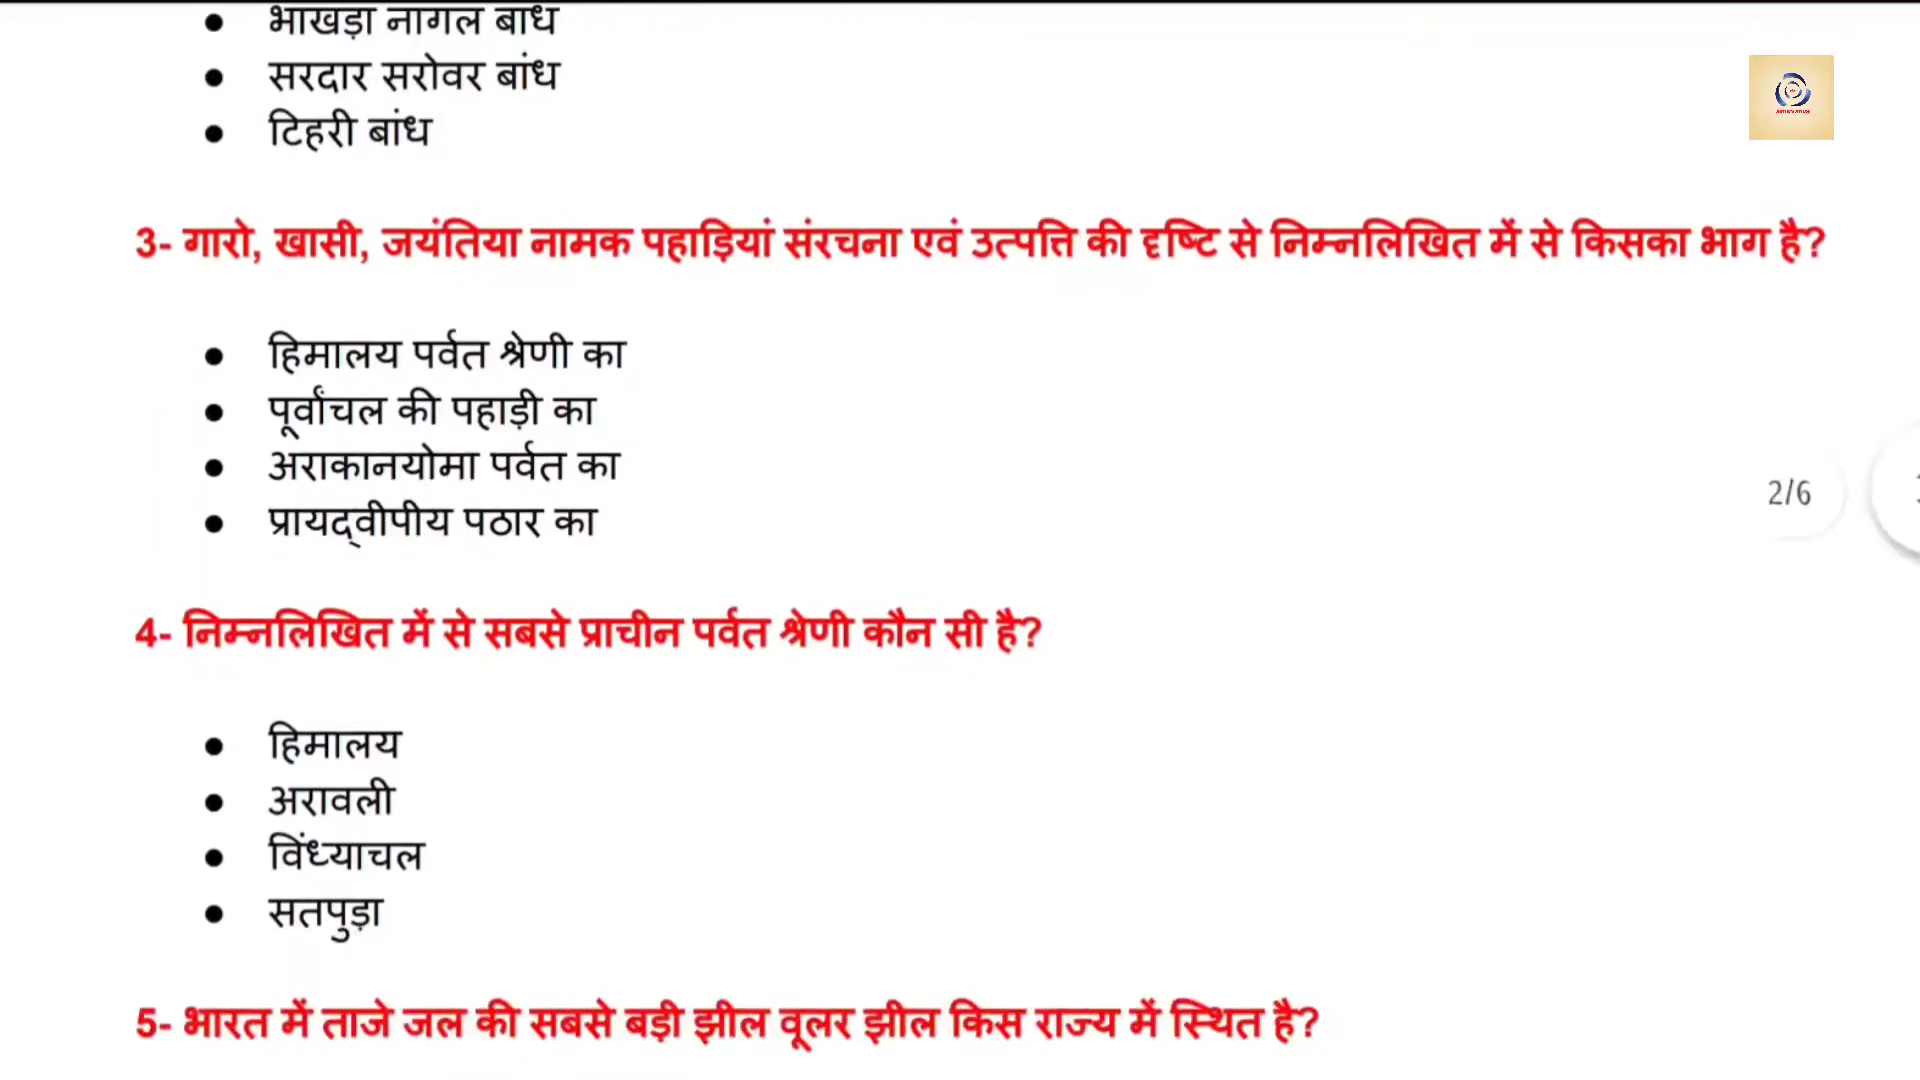 भाखड़ा नांगल बांध
सरदार सरोवर बांध
टिहरी बांध
3- गारो, खासी, जयंतिया नामक पहाड़ियां संरचना एवं उत्पत्ति की दृष्टि से निम्नलिखित में से किसका भाग है?
हिमालय पर्वत श्रेणी का
पूर्वांचल की पहाड़ी का
अराकानयोमा पर्वत का
प्रायद्वीपीय पठार का
2/6
4- निम्नलिखित में से सबसे प्राचीन पर्वत श्रेणी कौन सी है?
हिमालय
अरावली
विंध्याचल
सतपुड़ा
5- भारत में ताजे जल की सबसे बड़ी झील वूलर झील किस राज्य में स्थित है?